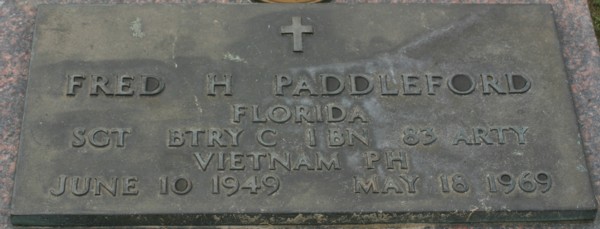 FRED H PADDLEFORD
FLORIDA
SGT BTRY C 1 BN 83 ARTY
VIETNAM PH
JUNE 10 1949 MAY 18 1969